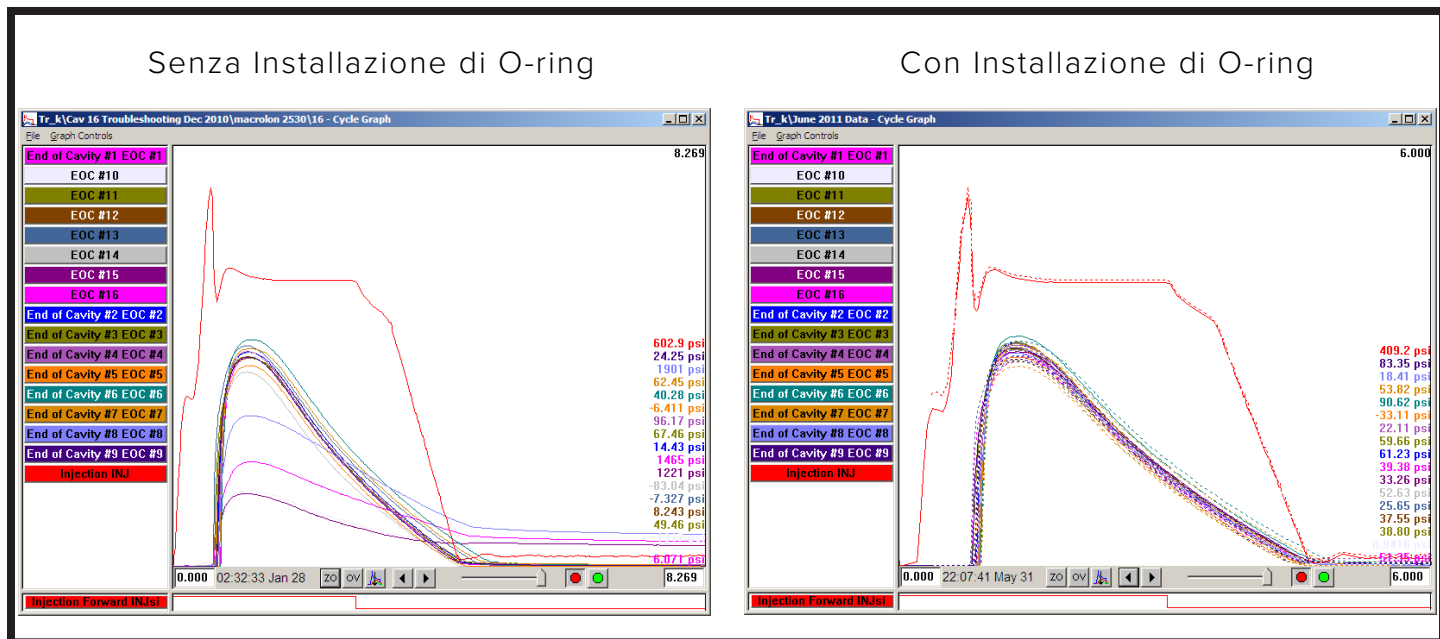 Senza Installazione di O-ring
Tr_k\Cav 16 Troubleshooting Dec 2010\macrolon 2530\16 - Cycle Graph
File Graph Controls
End of Cavity #1 EOC #1
EOC #10
EOC #11
EOC #12
EOC #13
EOC #14
EOC #15
EOC #16
End of Cavity #2 EOC #2
End of Cavity #3 EOC #3
End of Cavity #4 EOC #4
End of Cavity #5 EOC #5
End of Cavity #6 EOC #6
End of Cavity #7 EOC #7
End of Cavity #8 EOC #8
End of Cavity #9 EOC #9
Injection INJ
8.269
602.9 psi
24.25 psi
1901 psi
62.45 psi
40.28 psi
-6.411 psi
96.17 psi
67.46 psi
14.43 psi
1465 psi
1221 psi
-83.04 psi
-7.327 psi
8.243 psi
49.46 psi
6.071 psi
0.000 02:32:33 Jan 28 ZO OV 8.269
Injection Forward INJsi
Con Installazione di O-ring
Tr_k\June 2011 Data - Cycle Graph
File Graph Controls
End of Cavity #1 EOC #1
EOC #10
EOC #11
EOC #12
EOC #13
EOC #14
EOC #15
EOC #16
End of Cavity #2 EOC #2
End of Cavity #3 EOC #3
End of Cavity #4 EOC #4
End of Cavity #5 EOC #5
End of Cavity #6 EOC #6
End of Cavity #7 EOC #7
End of Cavity #8 EOC #8
End of Cavity #9 EOC #9
Injection INJ
6.000
409.2 psi
83.35 psi
18.41 psi
53.82 psi
90.62 psi
-33.11 psi
22.11 psi
59.66 psi
61.23 psi
39.38 psi
33.26 psi
52.63 psi
25.65 psi
37.55 psi
38.80 psi
psi
0.000 22:07:41 May 31 ZO OV 6.000
Injection Forward INJsi